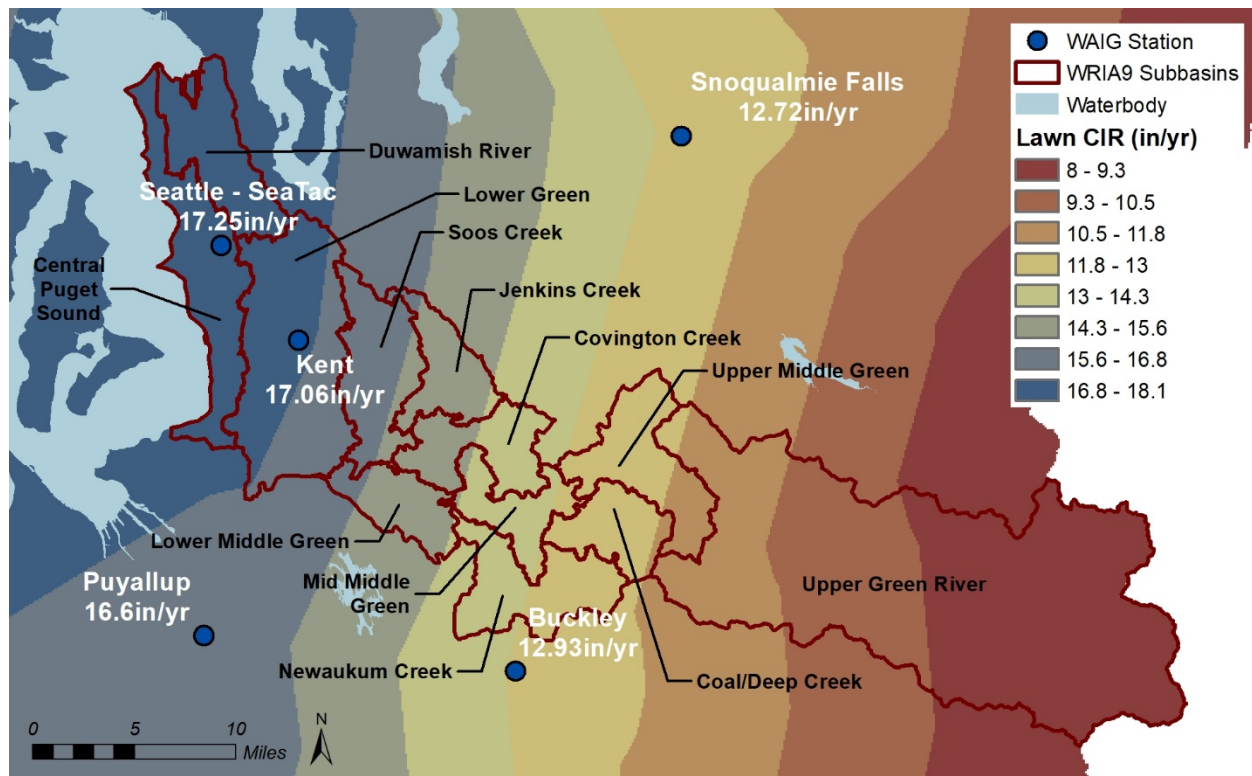 WAIG Station
WRIA9 Subbasins
Waterbody
Lawn CIR (in/yr)
8 - 9.3
9.3 - 10.5
10.5 - 11.8
11.8 - 13
13 - 14.3
14.3 - 15.6
15.6 - 16.8
16.8 - 18.1
Snoqualmie Falls
12.72in/yr
Duwamish River
Seattle - SeaTac
17.25in/yr
Lower Green
Soos Creek
Central
Puget
Sound
Jenkins Creek
Covington Creek
Kent
17.06in/yr
Upper Middle Green
Lower Middle Green
Puyallup
16.6in/yr
Mid Middle
Green
Upper Green River
Buckley
12.93in/yr
Newaukum Creek
Coal/Deep Creek
0 5 10
Miles
N